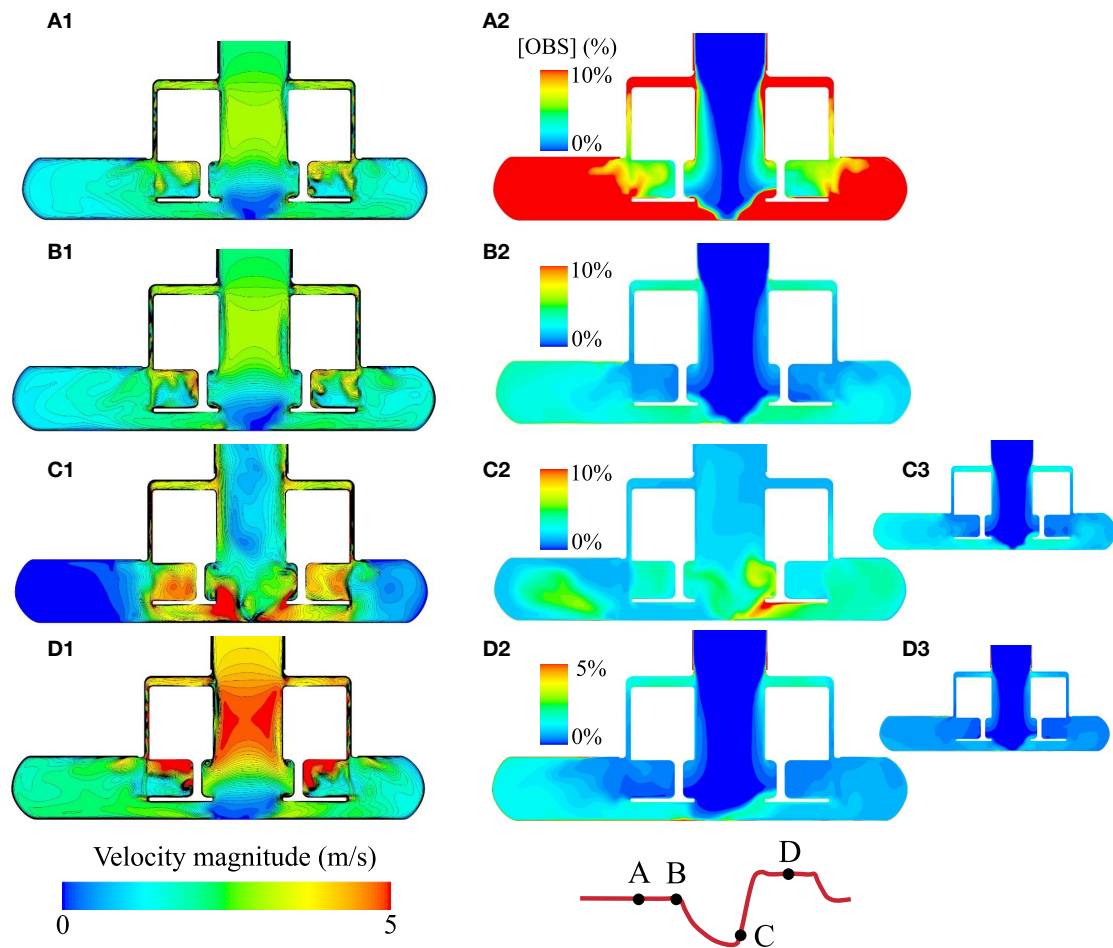 A1
A2
[OBS] (%)
10%
0%
B1
B2
10%
0%
C1
C2
10%
0%
C3
D1
D2
5%
0%
D3
Velocity magnitude (m/s)
0
5
A
B
C
D